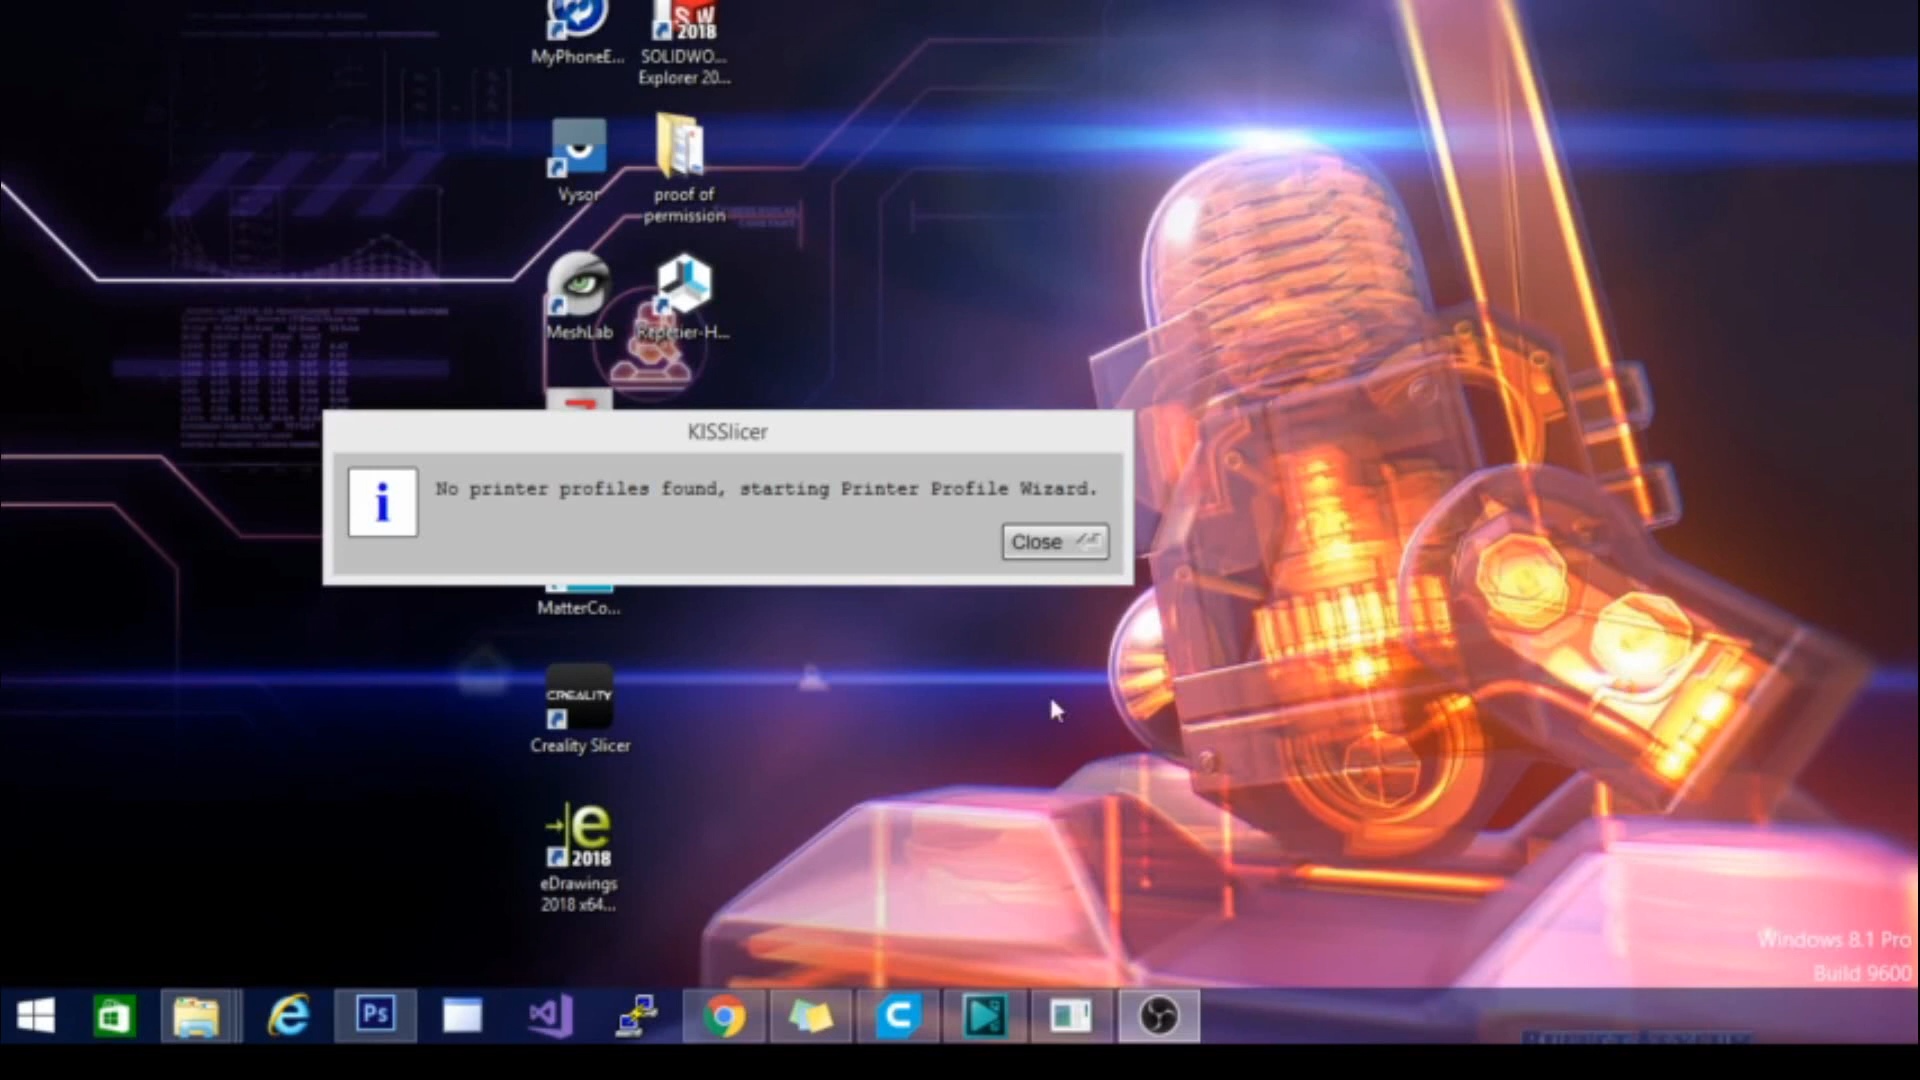 MyPhoneE...
SW
2018
SOLIDWO...
Explorer 20...
Vysor
proof of
permission
MeshLab
Repetier-H...
KISSlicer
i
No printer profiles found, starting Printer Profile Wizard.
Close
MatterCo...
CREALITY
Creality Slicer
e
2018
eDrawings
2018 x64...
Windows 8.1 Pro
Build 9600
Ps